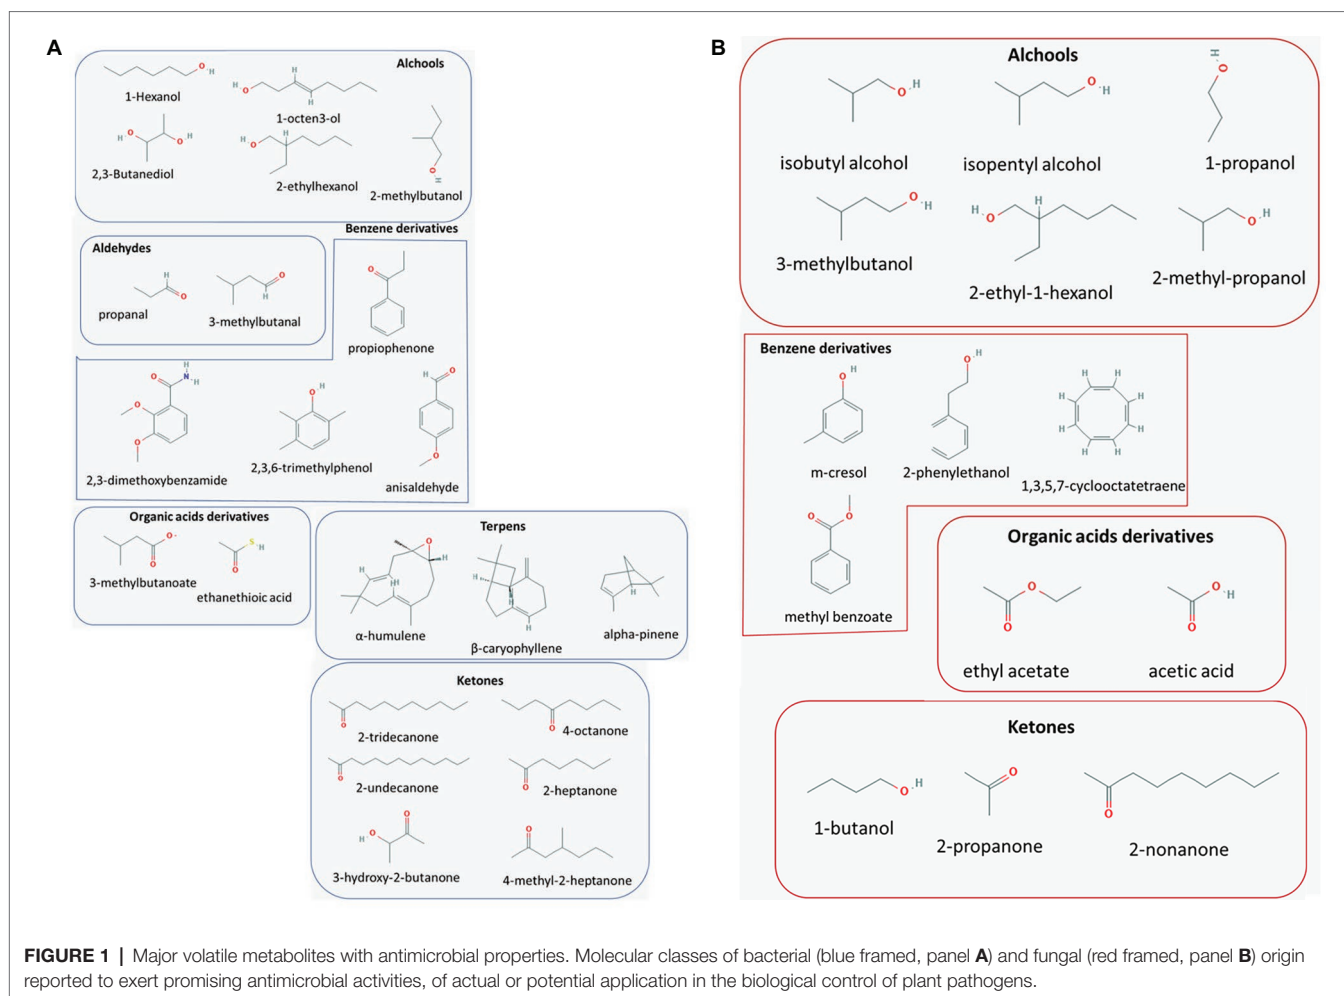 A
Alchools
1-Hexanol
1-octen3-ol
2,3-Butanediol
2-ethylhexanol
2-methylbutanol
Aldehydes
propanal
3-methylbutanal
Benzene derivatives
propiophenone
2,3-dimethoxybenzamide
2,3,6-trimethylphenol
anisaldehyde
Organic acids derivatives
3-methylbutanoate
ethanethioic acid
Terpens
α-humulene
β-caryophyllene
alpha-pinene
Ketones
2-tridecanone
4-octanone
2-undecanone
2-heptanone
3-hydroxy-2-butanone
4-methyl-2-heptanone
B
Alchools
isobutyl alcohol
isopentyl alcohol
1-propanol
3-methylbutanol
2-ethyl-1-hexanol
2-methyl-propanol
Benzene derivatives
m-cresol
2-phenylethanol
1,3,5,7-cyclooctatetraene
methyl benzoate
Organic acids derivatives
ethyl acetate
acetic acid
Ketones
1-butanol
2-propanone
2-nonanone
FIGURE 1 | Major volatile metabolites with antimicrobial properties. Molecular classes of bacterial (blue framed, panel A) and fungal (red framed, panel B) origin
reported to exert promising antimicrobial activities, of actual or potential application in the biological control of plant pathogens.